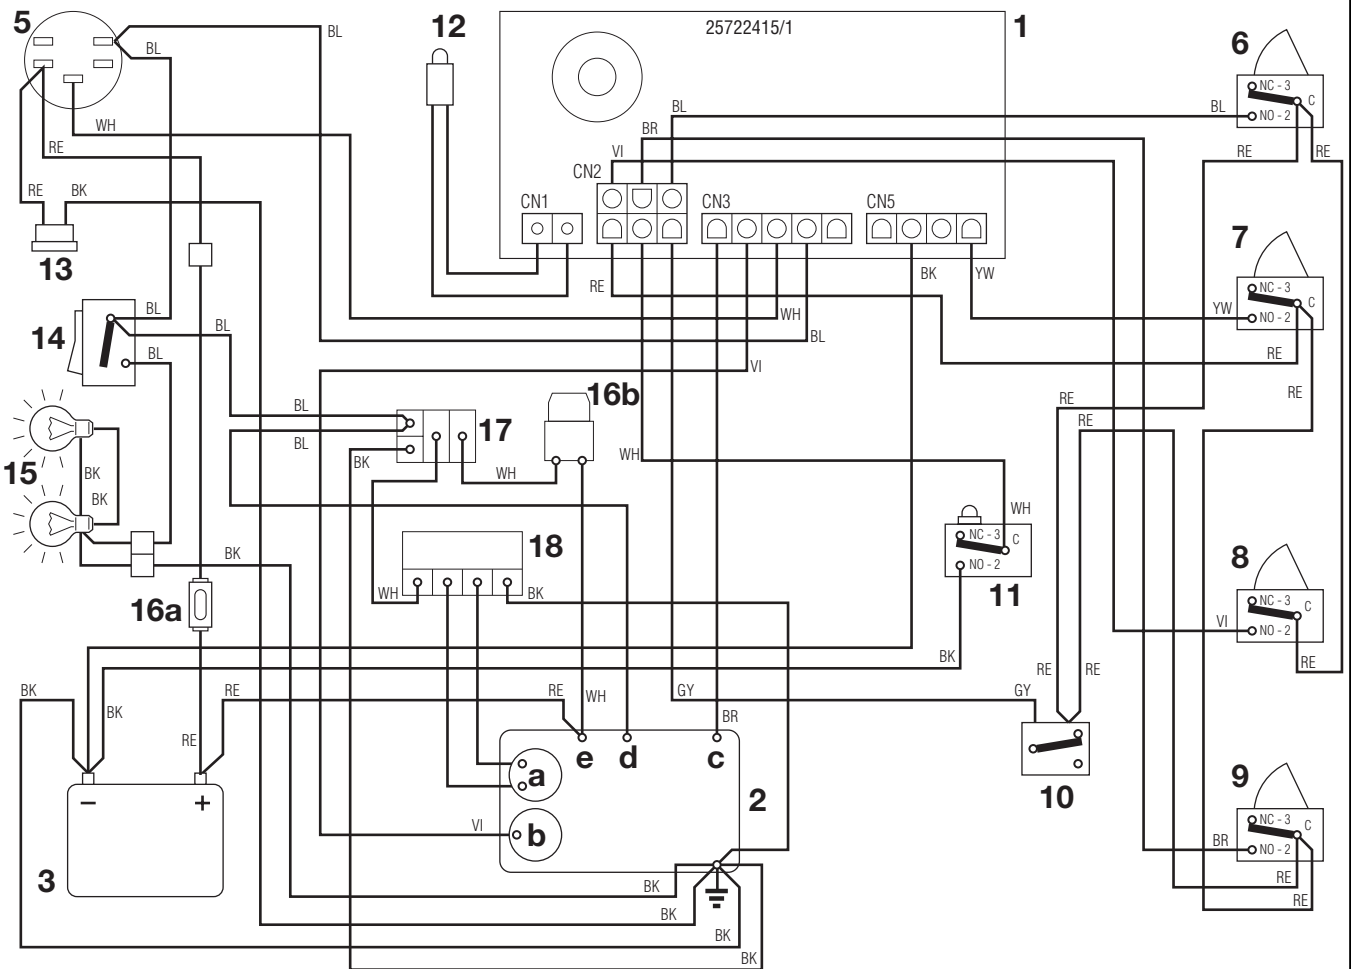 5 BL 12 25722415/1 1 6
BL
NC - 3
BL BL C
NO - 2
WH BR
RE VI RE RE
CN2
RE BK CN1 CN3 CN5
7
13 RE BK YW NC - 3
BL WH YW C
14 BL NO - 2
BL BL
VI RE
16b RE
BL RE
17 RE
BL
15 BK WH
BK WH
BK WH
NC - 3
18 C
BK NO - 2 8
16a WH BK 11 NC - 3
C
VI NO - 2
BK RE
BK RE RE WH GY GY RE RE
BK BR
RE
e d c
a 9
– + 2 10
NC - 3
VI b C
BR NO - 2
3 RE
BK RE
BK
BK
BK